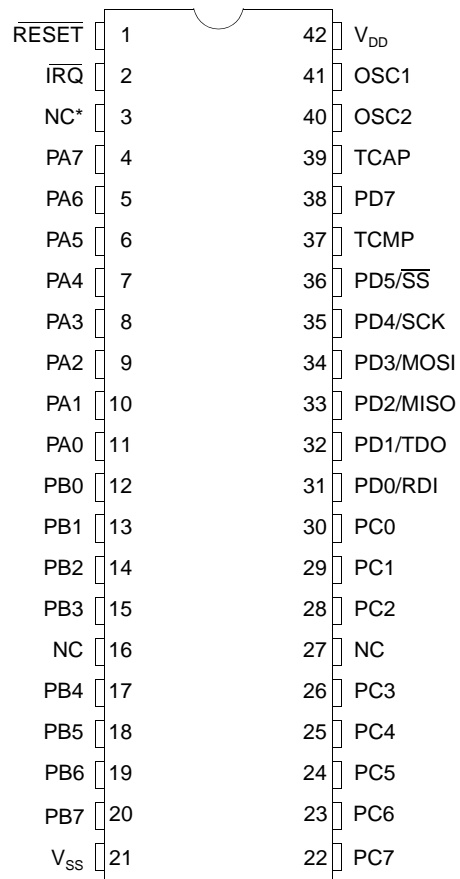 RESET 1 42 VDD
IRQ 2 41 OSC1
NC* 3 40 OSC2
PA7 4 39 TCAP
PA6 5 38 PD7
PA5 6 37 TCMP
PA4 7 36 PD5/SS
PA3 8 35 PD4/SCK
PA2 9 34 PD3/MOSI
PA1 10 33 PD2/MISO
PA0 11 32 PD1/TDO
PB0 12 31 PD0/RDI
PB1 13 30 PC0
PB2 14 29 PC1
PB3 15 28 PC2
NC 16 27 NC
PB4 17 26 PC3
PB5 18 25 PC4
PB6 19 24 PC5
PB7 20 23 PC6
VSS 21 22 PC7